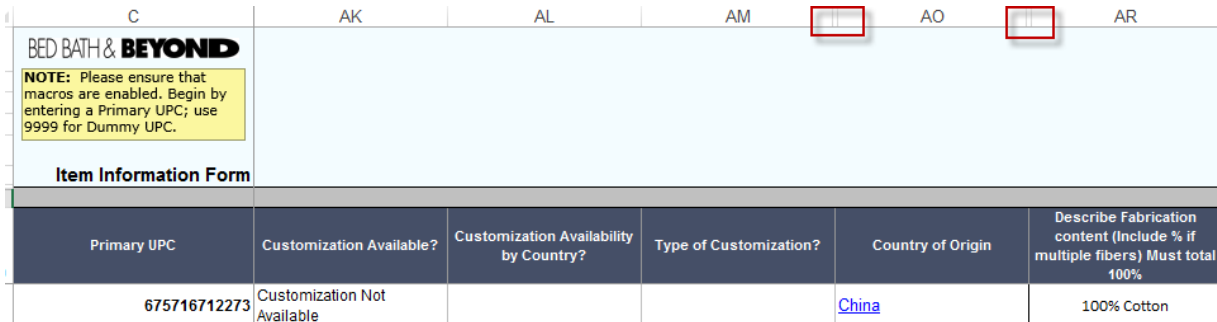 C AK AL AM AO AR
BED BATH & BEYOND
NOTE: Please ensure that
macros are enabled. Begin by
entering a Primary UPC; use
9999 for Dummy UPC.
Item Information Form
Primary UPC
Customization Available?
Customization Availability
by Country?
Type of Customization?
Country of Origin
Describe Fabrication
content (Include % if
multiple fibers) Must total
100%
675716712273
Customization Not
Available
China
100% Cotton